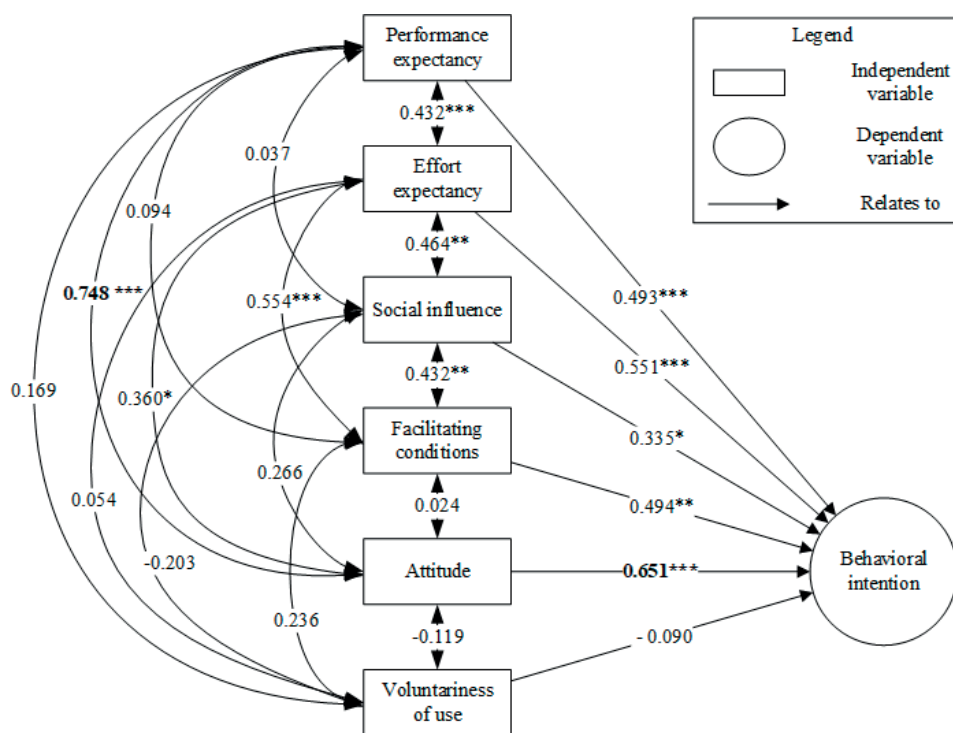 Performance
expectancy
Legend
Independent
variable
0.432***
Dependent
variable
0.037
Effort
expectancy
Relates to
0.094
0.464**
0.748 ***
0.554***
Social influence
0.493***
0.551***
0.169
0.360*
0.432**
0.335*
Facilitating
conditions
0.266
0.054
0.024
0.494**
-0.203
Attitude
0.651***
Behavioral
intention
0.236
-0.119
- 0.090
Voluntariness
of use